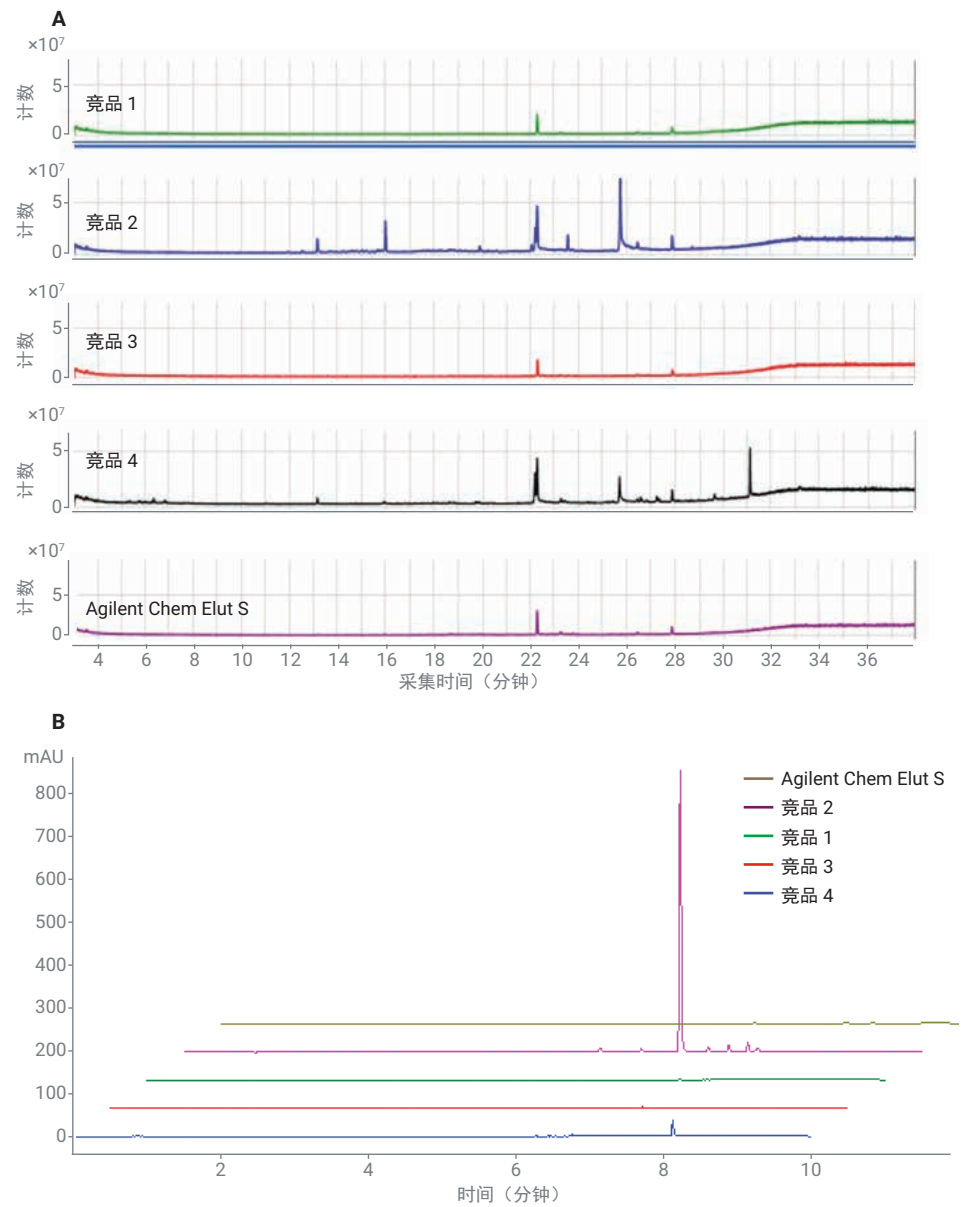 A
×10⁷
5
计数
竞品 1
0
×10⁷
5
计数
竞品 2
0
×10⁷
5
计数
竞品 3
0
×10⁷
5
计数
竞品 4
0
×10⁷
5
计数
Agilent Chem Elut S
0
4 6 8 10 12 14 16 18 20 22 24 26 28 30 32 34 36
采集时间（分钟）
B
mAU
800
700
600
500
400
300
200
100
0
Agilent Chem Elut S
竞品 2
竞品 1
竞品 3
竞品 4
2 4 6 8 10
时间（分钟）